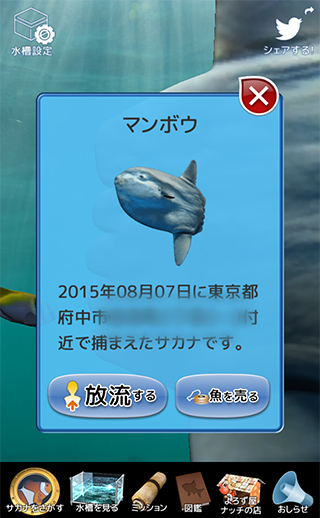 水槽設定
シェアする!
マンボウ
2015年08月07日に東京都
府中市
付
近で捕まえたサカナです。
放流する
魚を売る
サカナをさがす
水槽を見る
ミッション
図鑑
よろず屋
ナッチの店
おしらせ